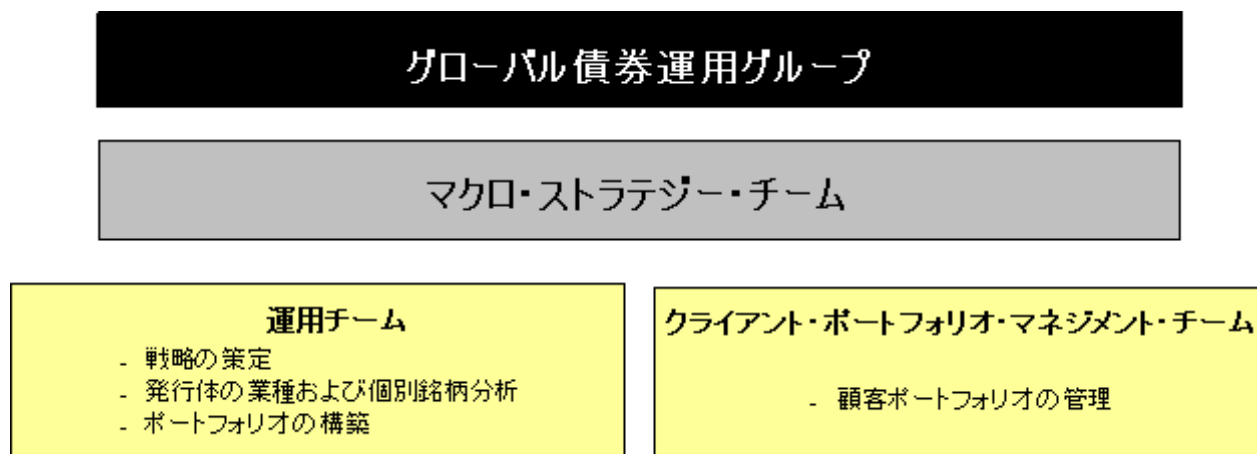 グローバル債券運用グループ
マクロ・ストラテジー・チーム
運用チーム
- 戦略の策定
- 発行体の業種および個別銘柄分析
- ポートフォリオの構築
クライアント・ポートフォリオ・マネジメント・チーム
- 顧客ポートフォリオの管理